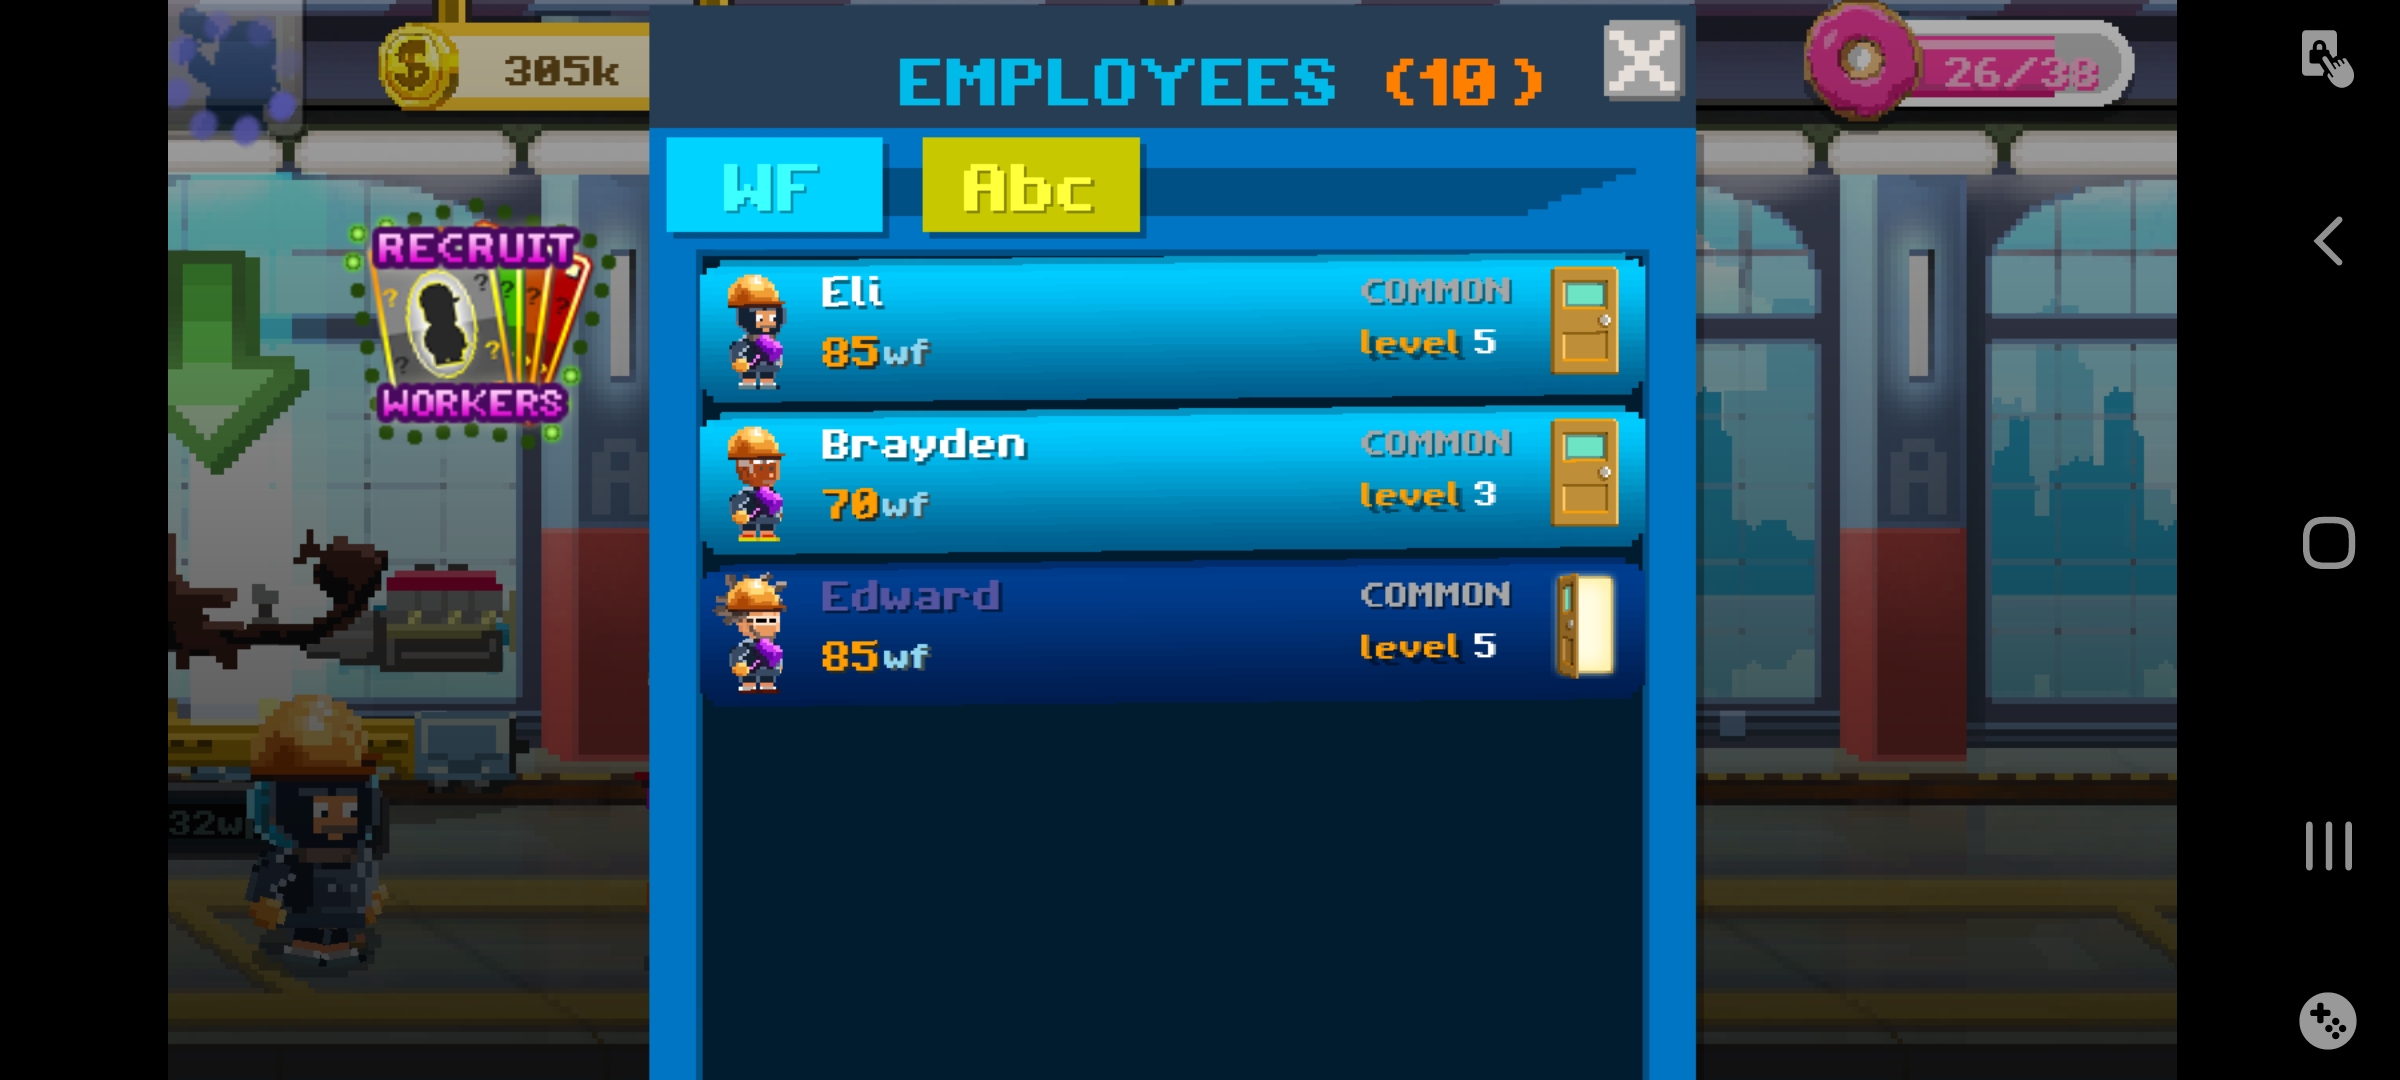 305k
EMPLOYEES (10)
26/38
WF
Abc
RECRUIT
WORKERS
Eli
COMMON
85wf
level 5
Brayden
COMMON
70wf
level 3
Edward
COMMON
85wf
level 5
A
A